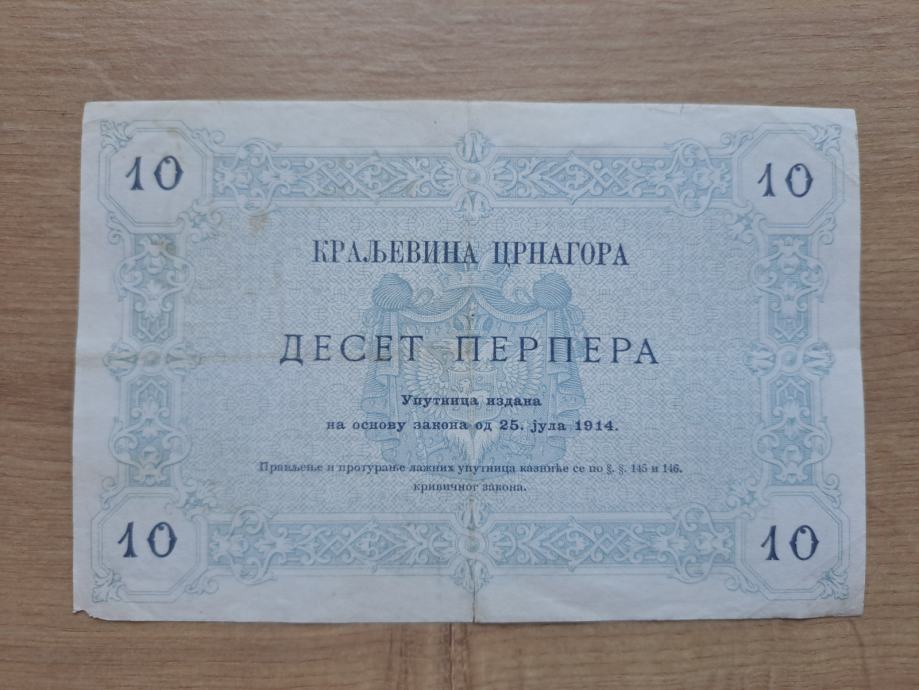 10 10
КРАЉЕВИНА ЦРНАГОРА
ДЕСЕТ ПЕРПЕРА
Упутница издана
на основу закона од 25. јула 1914.
Прављење и протурање лажних упутница казниће се по §. §. 145 и 146.
кривичног закона.
10 10